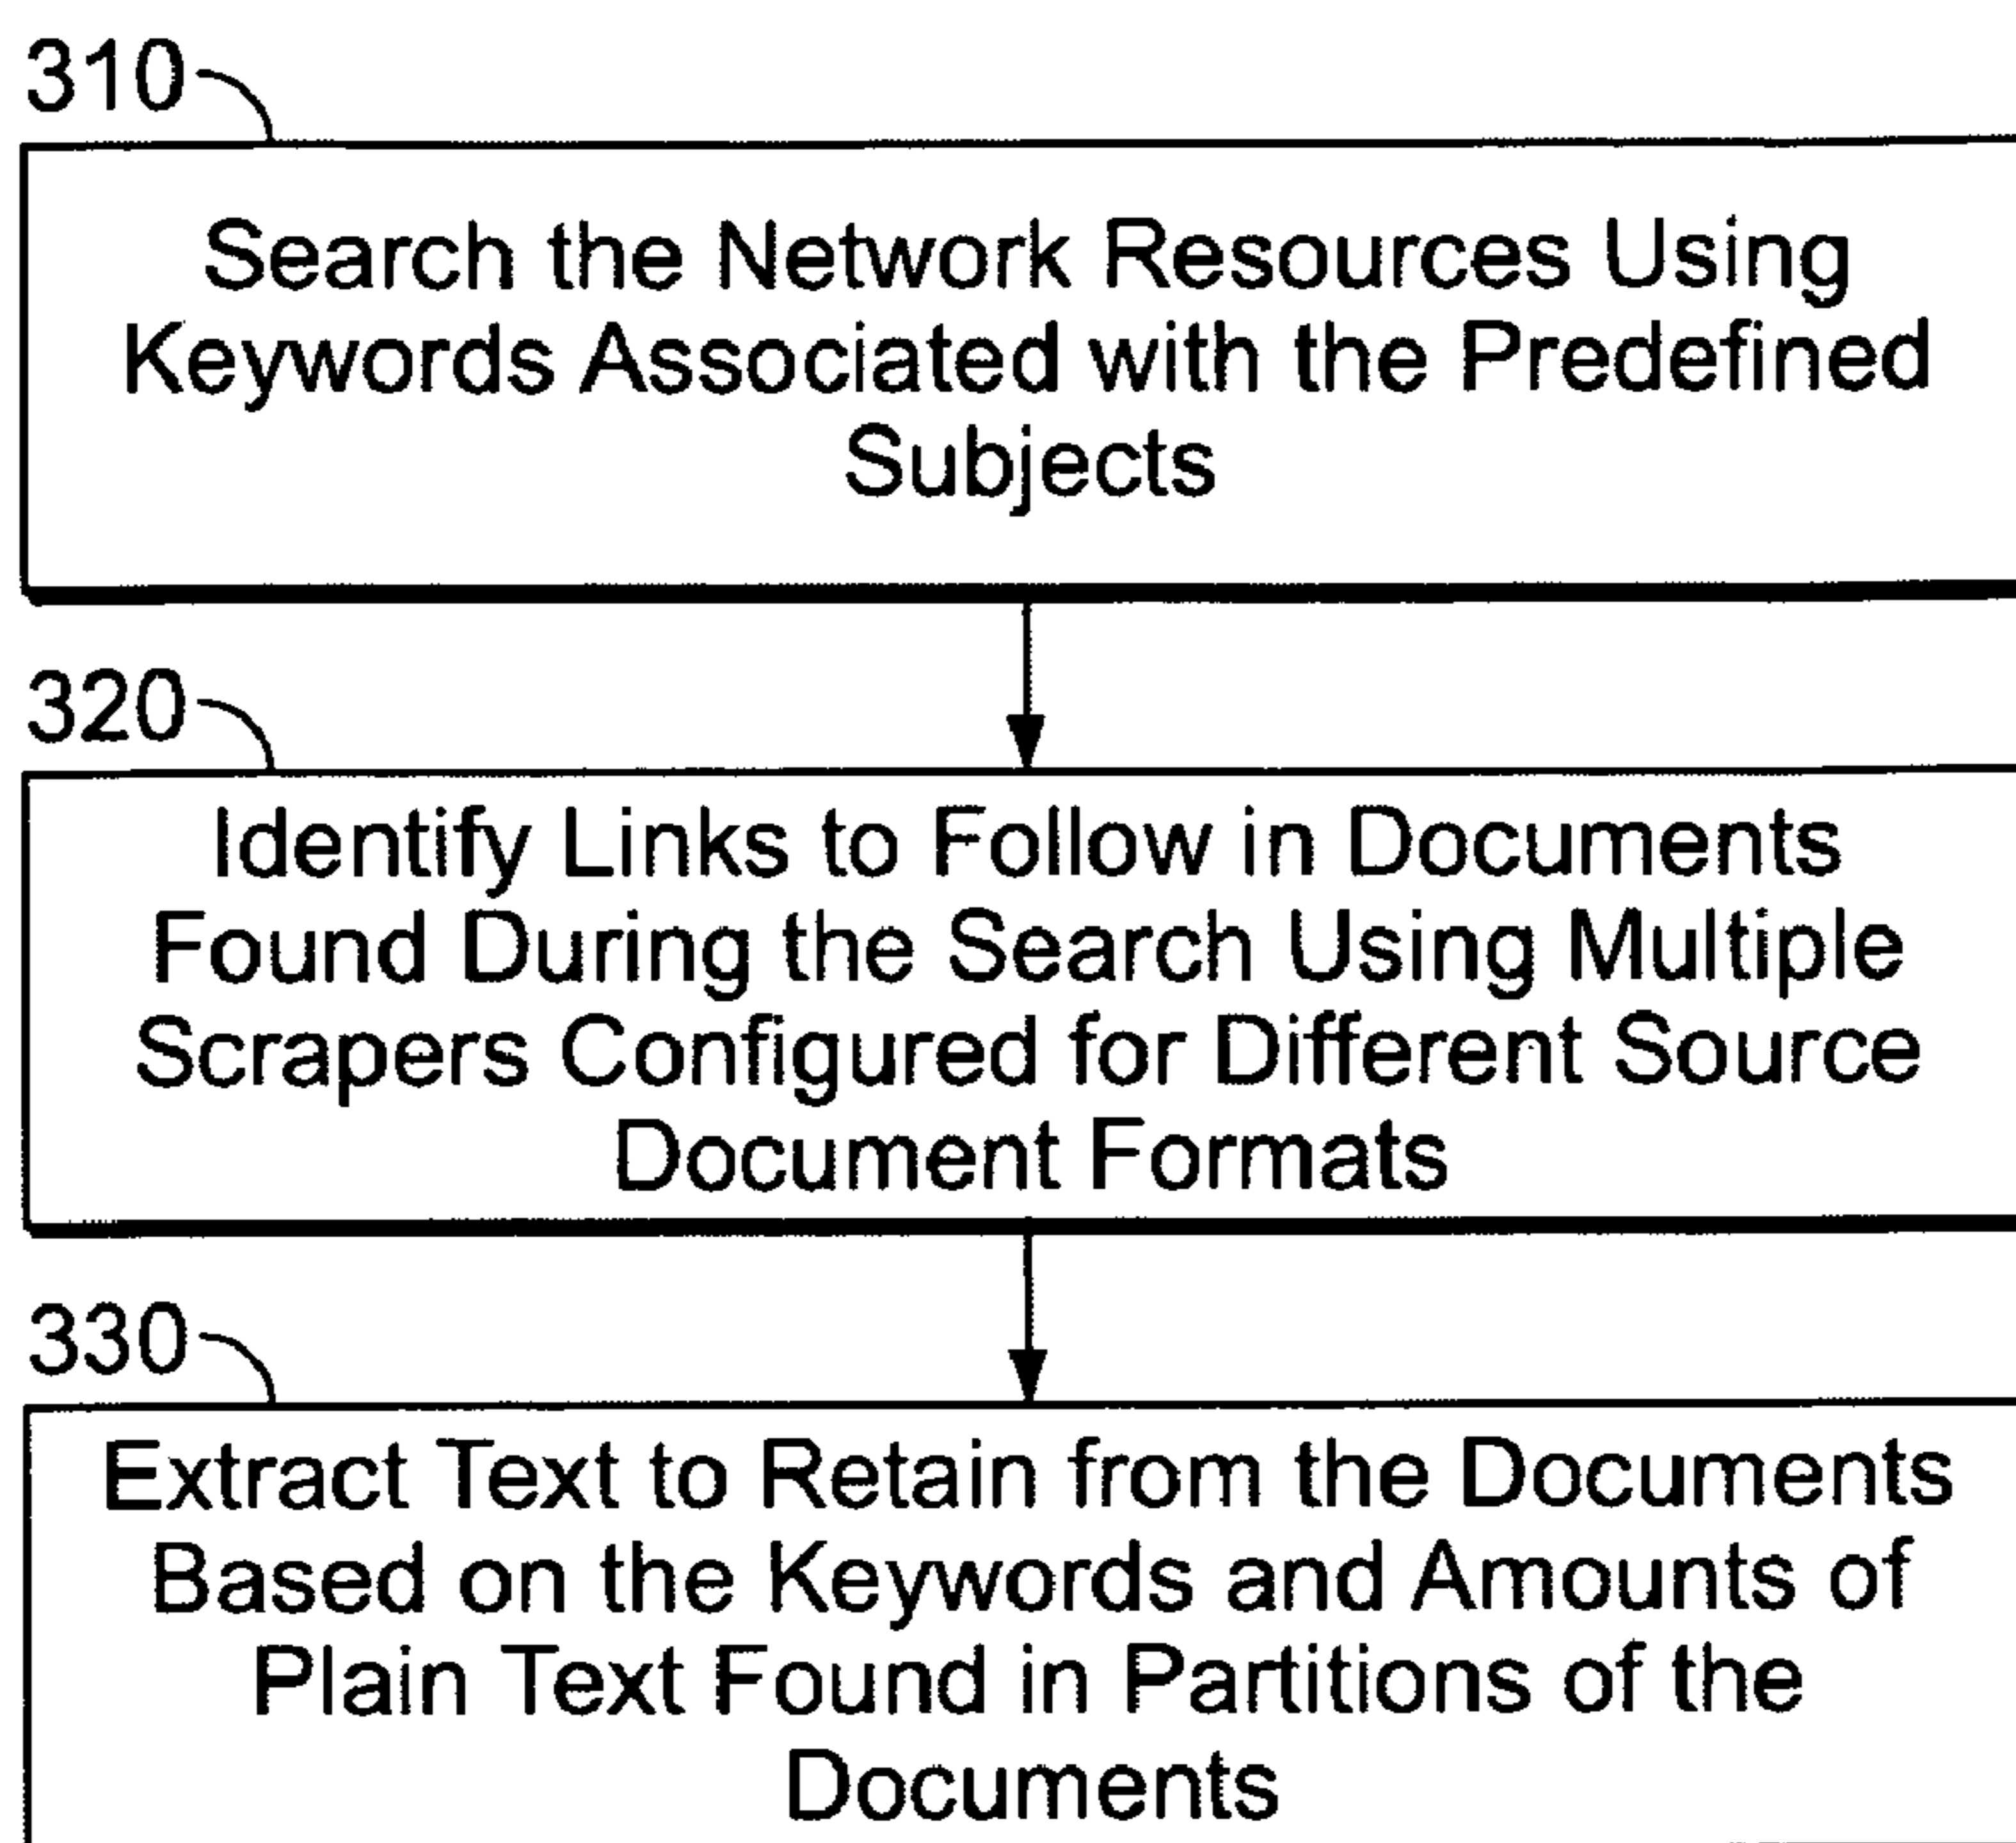 310
Search the Network Resources Using
Keywords Associated with the Predefined
Subjects
320
Identify Links to Follow in Documents
Found During the Search Using Multiple
Scrapers Configured for Different Source
Document Formats
330
Extract Text to Retain from the Documents
Based on the Keywords and Amounts of
Plain Text Found in Partitions of the
Documents